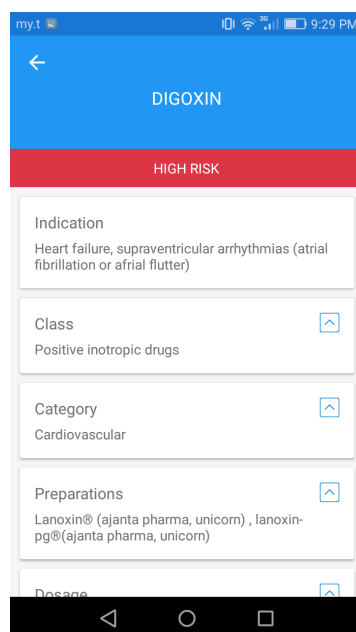 my.t 3G 9:29 PM
DIGOXIN
HIGH RISK
Indication
Heart failure, supraventricular arrhythmias (atrial
fibrillation or afrial flutter)
Class
Positive inotropic drugs
Category
Cardiovascular
Preparations
Lanoxin® (ajanta pharma, unicorn) , lanoxin-
pg®(ajanta pharma, unicorn)
Dosage